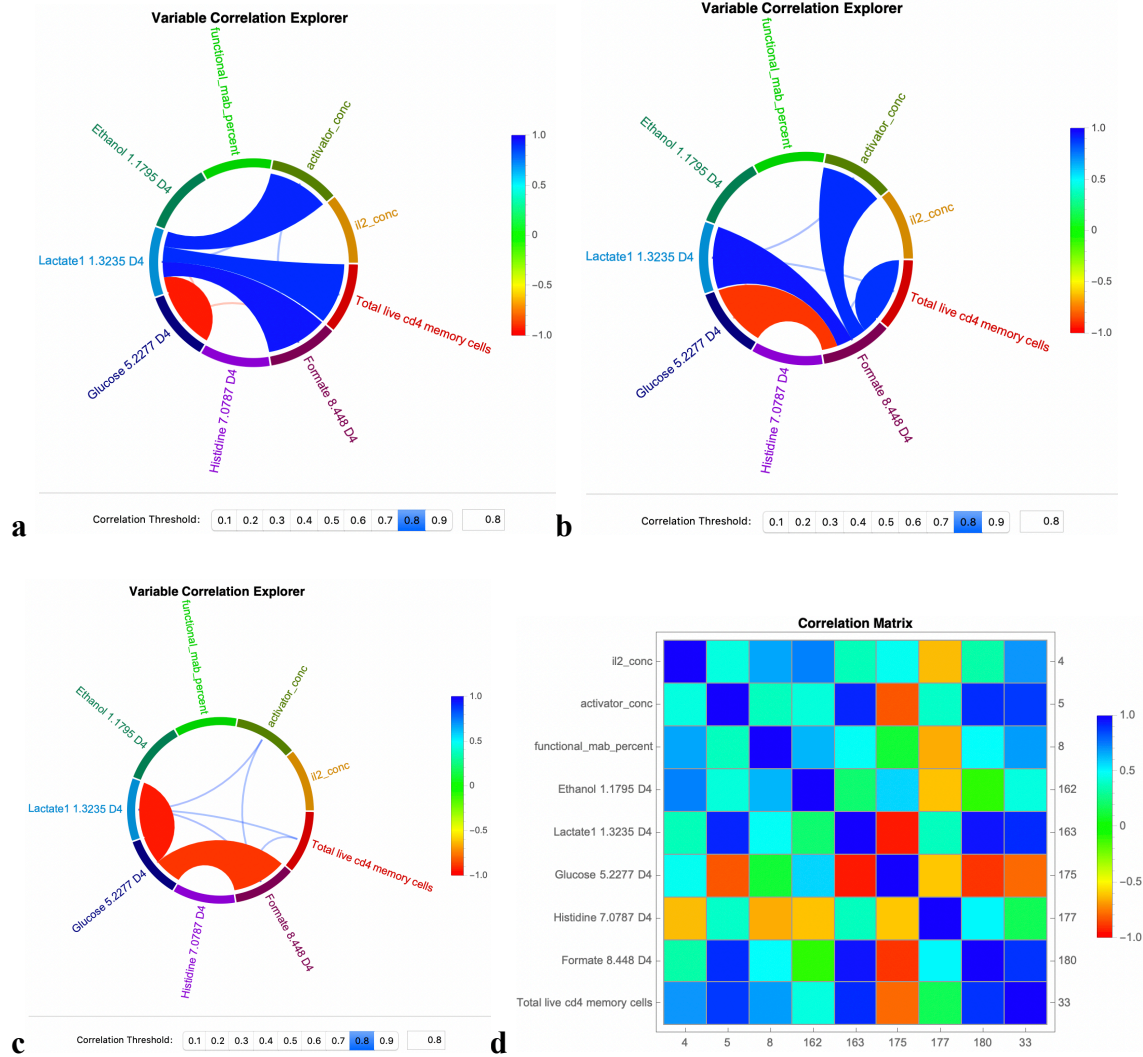 Variable Correlation Explorer
functional_mab_percent
activator_conc
il2_conc
Total live cd4 memory cells
Formate 8.448 D4
Histidine 7.0787 D4
Glucose 5.2277 D4
Lactate1 1.3235 D4
Ethanol 1.1795 D4
1.0
0.5
0
−0.5
−1.0
a
Correlation Threshold: 0.1 0.2 0.3 0.4 0.5 0.6 0.7 0.8 0.9 0.8
Variable Correlation Explorer
functional_mab_percent
activator_conc
il2_conc
Total live cd4 memory cells
Formate 8.448 D4
Histidine 7.0787 D4
Glucose 5.2277 D4
Lactate1 1.3235 D4
Ethanol 1.1795 D4
1.0
0.5
0
−0.5
−1.0
b
Correlation Threshold: 0.1 0.2 0.3 0.4 0.5 0.6 0.7 0.8 0.9 0.8
Variable Correlation Explorer
functional_mab_percent
activator_conc
il2_conc
Total live cd4 memory cells
Formate 8.448 D4
Histidine 7.0787 D4
Glucose 5.2277 D4
Lactate1 1.3235 D4
Ethanol 1.1795 D4
1.0
0.5
0
−0.5
−1.0
c
Correlation Threshold: 0.1 0.2 0.3 0.4 0.5 0.6 0.7 0.8 0.9 0.8
Correlation Matrix
il2_conc 4
activator_conc 5
functional_mab_percent 8
Ethanol 1.1795 D4 162
Lactate1 1.3235 D4 163
Glucose 5.2277 D4 175
Histidine 7.0787 D4 177
Formate 8.448 D4 180
Total live cd4 memory cells 33
4 5 8 162 163 175 177 180 33
1.0
0.5
0
−0.5
−1.0
d